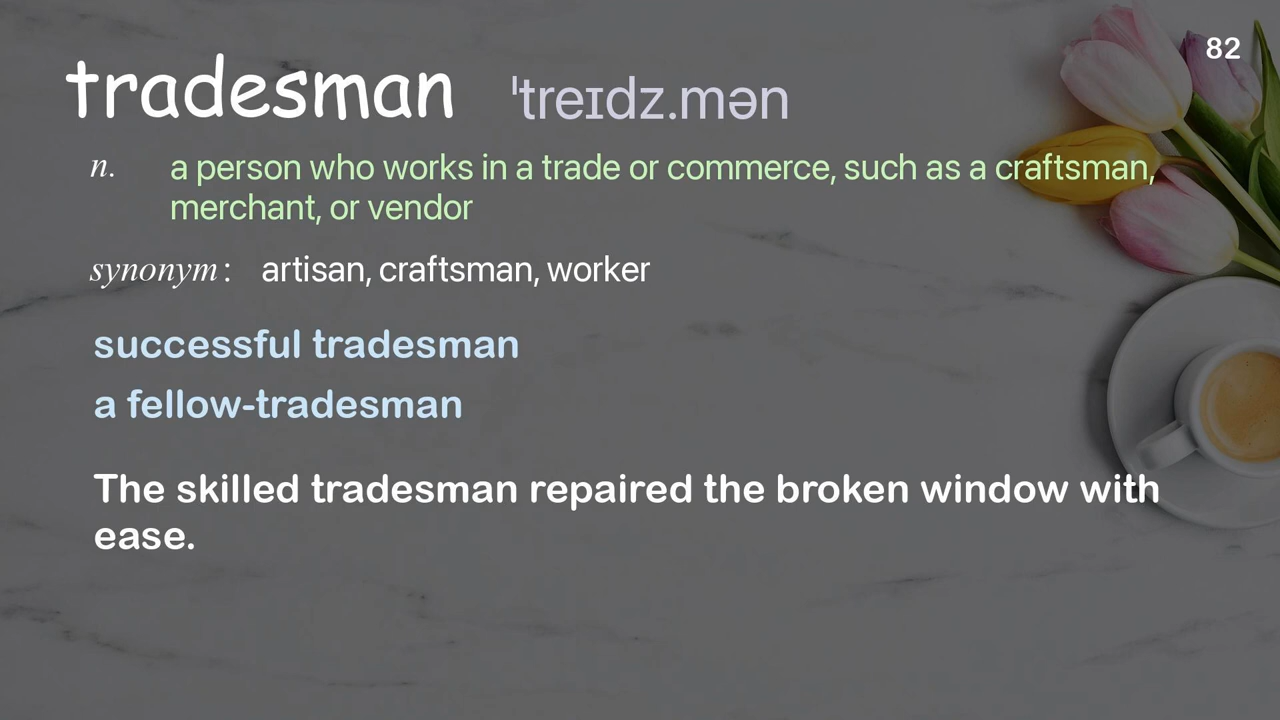 82
tradesman ˈtreɪdz.mən
n. a person who works in a trade or commerce, such as a craftsman,
merchant, or vendor
synonym: artisan, craftsman, worker
successful tradesman
a fellow-tradesman
The skilled tradesman repaired the broken window with
ease.